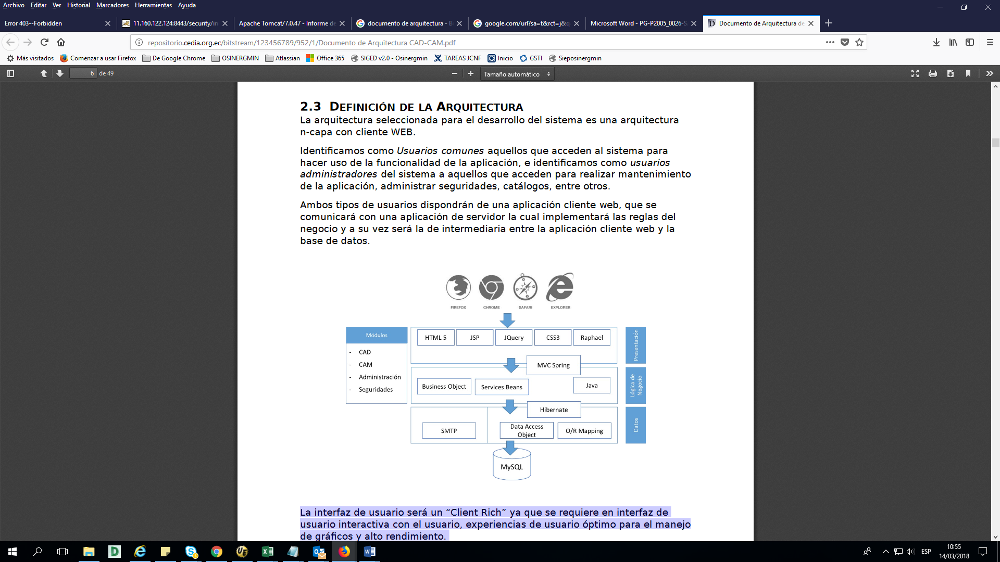 Archivo Editar Ver Historial Marcadores Herramientas Ayuda
Error 403--Forbidden
11.160.122.124:8443/security/in
Apache Tomcat/7.0.47 - Informe de
documento de arquitectura - B
google.com/url?sa=t&rct=j&q
Microsoft Word - PG-P2005_0026-S
Documento de Arquitectura de
repositorio.cedia.org.ec/bitstream/123456789/952/1/Documento de Arquitectura CAD-CAM.pdf
Más visitados Comenzar a usar Firefox De Google Chrome OSINERGMIN Atlassian Office 365 SIGED v2.0 - Osinergmin TAREAS JCNF Inicio GSTI Sieposinergmin
6 de 49
Tamaño automático
2.3 DEFINICIÓN DE LA ARQUITECTURA
La arquitectura seleccionada para el desarrollo del sistema es una arquitectura
n-capa con cliente WEB.
Identificamos como Usuarios comunes aquellos que acceden al sistema para
hacer uso de la funcionalidad de la aplicación, e identificamos como usuarios
administradores del sistema a aquellos que acceden para realizar mantenimiento
de la aplicación, administrar seguridades, catálogos, entre otros.
Ambos tipos de usuarios dispondrán de una aplicación cliente web, que se
comunicará con una aplicación de servidor la cual implementará las reglas del
negocio y a su vez será la de intermediaria entre la aplicación cliente web y la
base de datos.
FIREFOX CHROME SAFARI EXPLORER
Módulos
- CAD
- CAM
- Administración
- Seguridades
HTML 5 JSP JQuery CSS3 Raphael
Presentación
MVC Spring
Business Object Services Beans Java
Lógica de
Negocio
Hibernate
SMTP
Data Access
Object
O/R Mapping
Datos
MySQL
La interfaz de usuario será un “Client Rich” ya que se requiere en interfaz de
usuario interactiva con el usuario, experiencias de usuario óptimo para el manejo
de gráficos y alto rendimiento.
ESP
10:55
14/03/2018